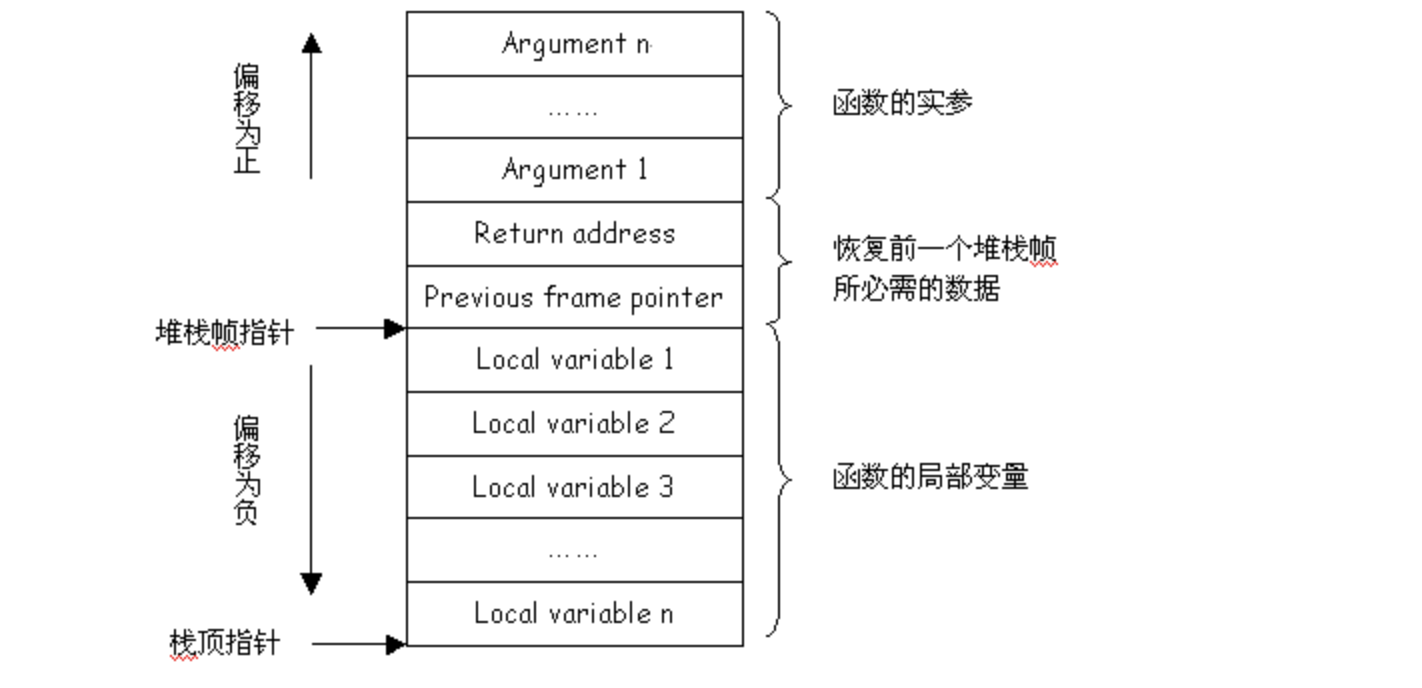 Argument n
……
Argument 1
Return address
Previous frame pointer
Local variable 1
Local variable 2
Local variable 3
……
Local variable n
偏移为正
堆栈帧指针
偏移为负
栈顶指针
函数的实参
恢复前一个堆栈帧
所必需的数据
函数的局部变量